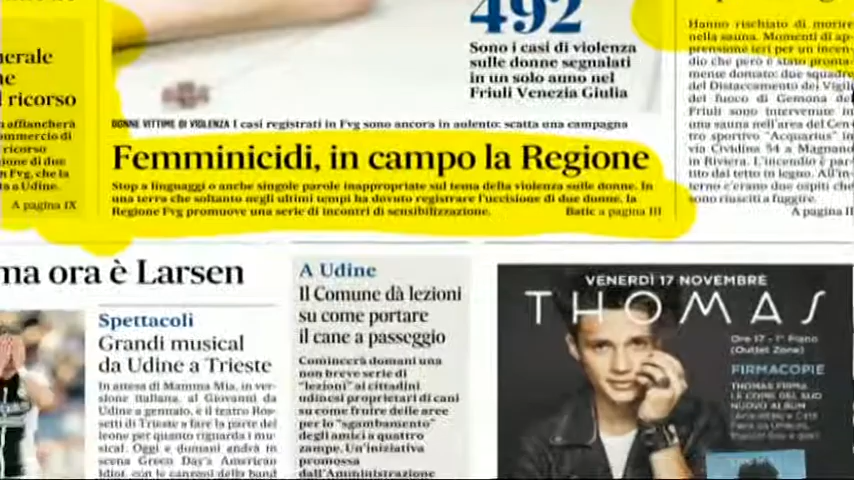 492
Sono i casi di violenza
sulle donne segnalati
in un solo anno nel
Friuli Venezia Giulia
DONNE VITTIME DI VIOLENZA I casi registrati in Fvg sono ancora in aumento: scatta una campagna
Femminicidi, in campo la Regione
Stop a linguaggi o anche singole parole inappropriate sul tema della violenza sulle donne. In
una terra che soltanto negli ultimi tempi ha dovuto registrare l'uccisione di due donne, la
Regione Fvg promuove una serie di incontri di sensibilizzazione.
Batic a pagina III
nerale
ne
l ricorso
affiancherà
ommercio di
ricorso
ione di due
n Fvg, che la
ta a Udine.
A pagina IX
Hanno rischiato di morire
nella sauna. Momenti di ap-
prensione ieri per un incen-
dio che però è stato pronta-
mente domato: due squadre
del Distaccamento dei Vigili
del fuoco di Gemona del
Friuli sono intervenute in
una sauna nell'area del Cen-
tro sportivo "Acquarius" in
via Cividina 54 a Magnano
in Riviera. L'incendio è par-
tito dal tetto in legno. All'in-
terno c'erano due ospiti che
sono riusciti a fuggire.
A pagina II
ma ora è Larsen
Spettacoli
Grandi musical
da Udine a Trieste
In attesa di Mamma Mia, in ver-
sione italiana, al Giovanni da
Udine a gennaio, è il teatro Ros-
setti di Trieste a fare la parte del
leone per quanto riguarda i mu-
sical. Oggi e domani andrà in
scena Green Day's American
Idiot, con le canzoni della band
A Udine
Il Comune dà lezioni
su come portare
il cane a passeggio
Comincerà domani una
non breve serie di
"lezioni" ai cittadini
udinesi proprietari di cani
su come fruire delle aree
per lo "sgambamento"
degli amici a quattro
zampe. Un'iniziativa
promossa
dall'Amministrazione
VENERDÌ 17 NOVEMBRE
THOMAS
Ore 17 - 1° Piano
(Outlet Zone)
FIRMACOPIE
THOMAS FIRMA
LE COPIE DEL SUO
NUOVO ALBUM